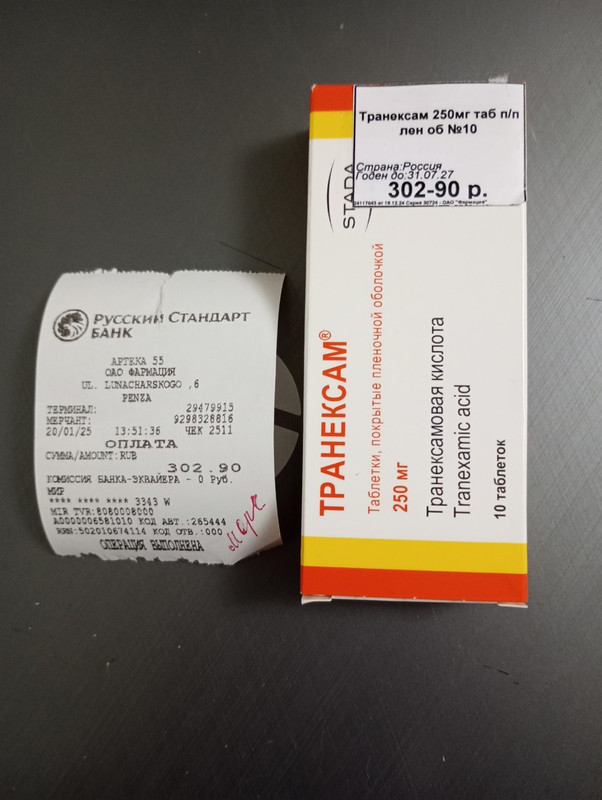 РУССКИЙ СТАНДАРТ
БАНК
АПТЕКА 55
ОАО ФАРМАЦИЯ
UL. LUNACHARSKOGO ,6
PENZA
ТЕРМИНАЛ: 29479915
МЕРЧАНТ: 9298328816
20/01/25 13:51:36 ЧЕК 2511
ОПЛАТА
СУММА/AMOUNT:RUB
302.90
КОМИССИЯ БАНКА-ЭКВАЙЕРА - 0 Руб.
МИР
**** **** **** 3343 W
MIR TVR:8080008000
A0000006581010 КОД АВТ.:265444
RRN:502010674114 КОД ОТВ.:000
ОПЕРАЦИЯ ВЫПОЛНЕНА
Транексам 250мг таб п/п
лен об №10
Страна:Россия
Годен до:31.07.27
302-90 р.
STADA
ТРАНЕКСАМ®
Таблетки, покрытые пленочной оболочкой
250 мг
Транексамовая кислота
Tranexamic acid
10 таблеток